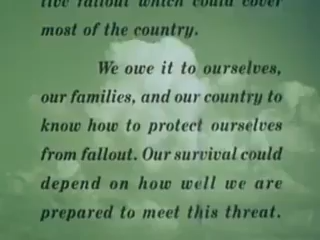 tive fallout which could cover
most of the country.
We owe it to ourselves,
our families, and our country to
know how to protect ourselves
from fallout. Our survival could
depend on how well we are
prepared to meet this threat.